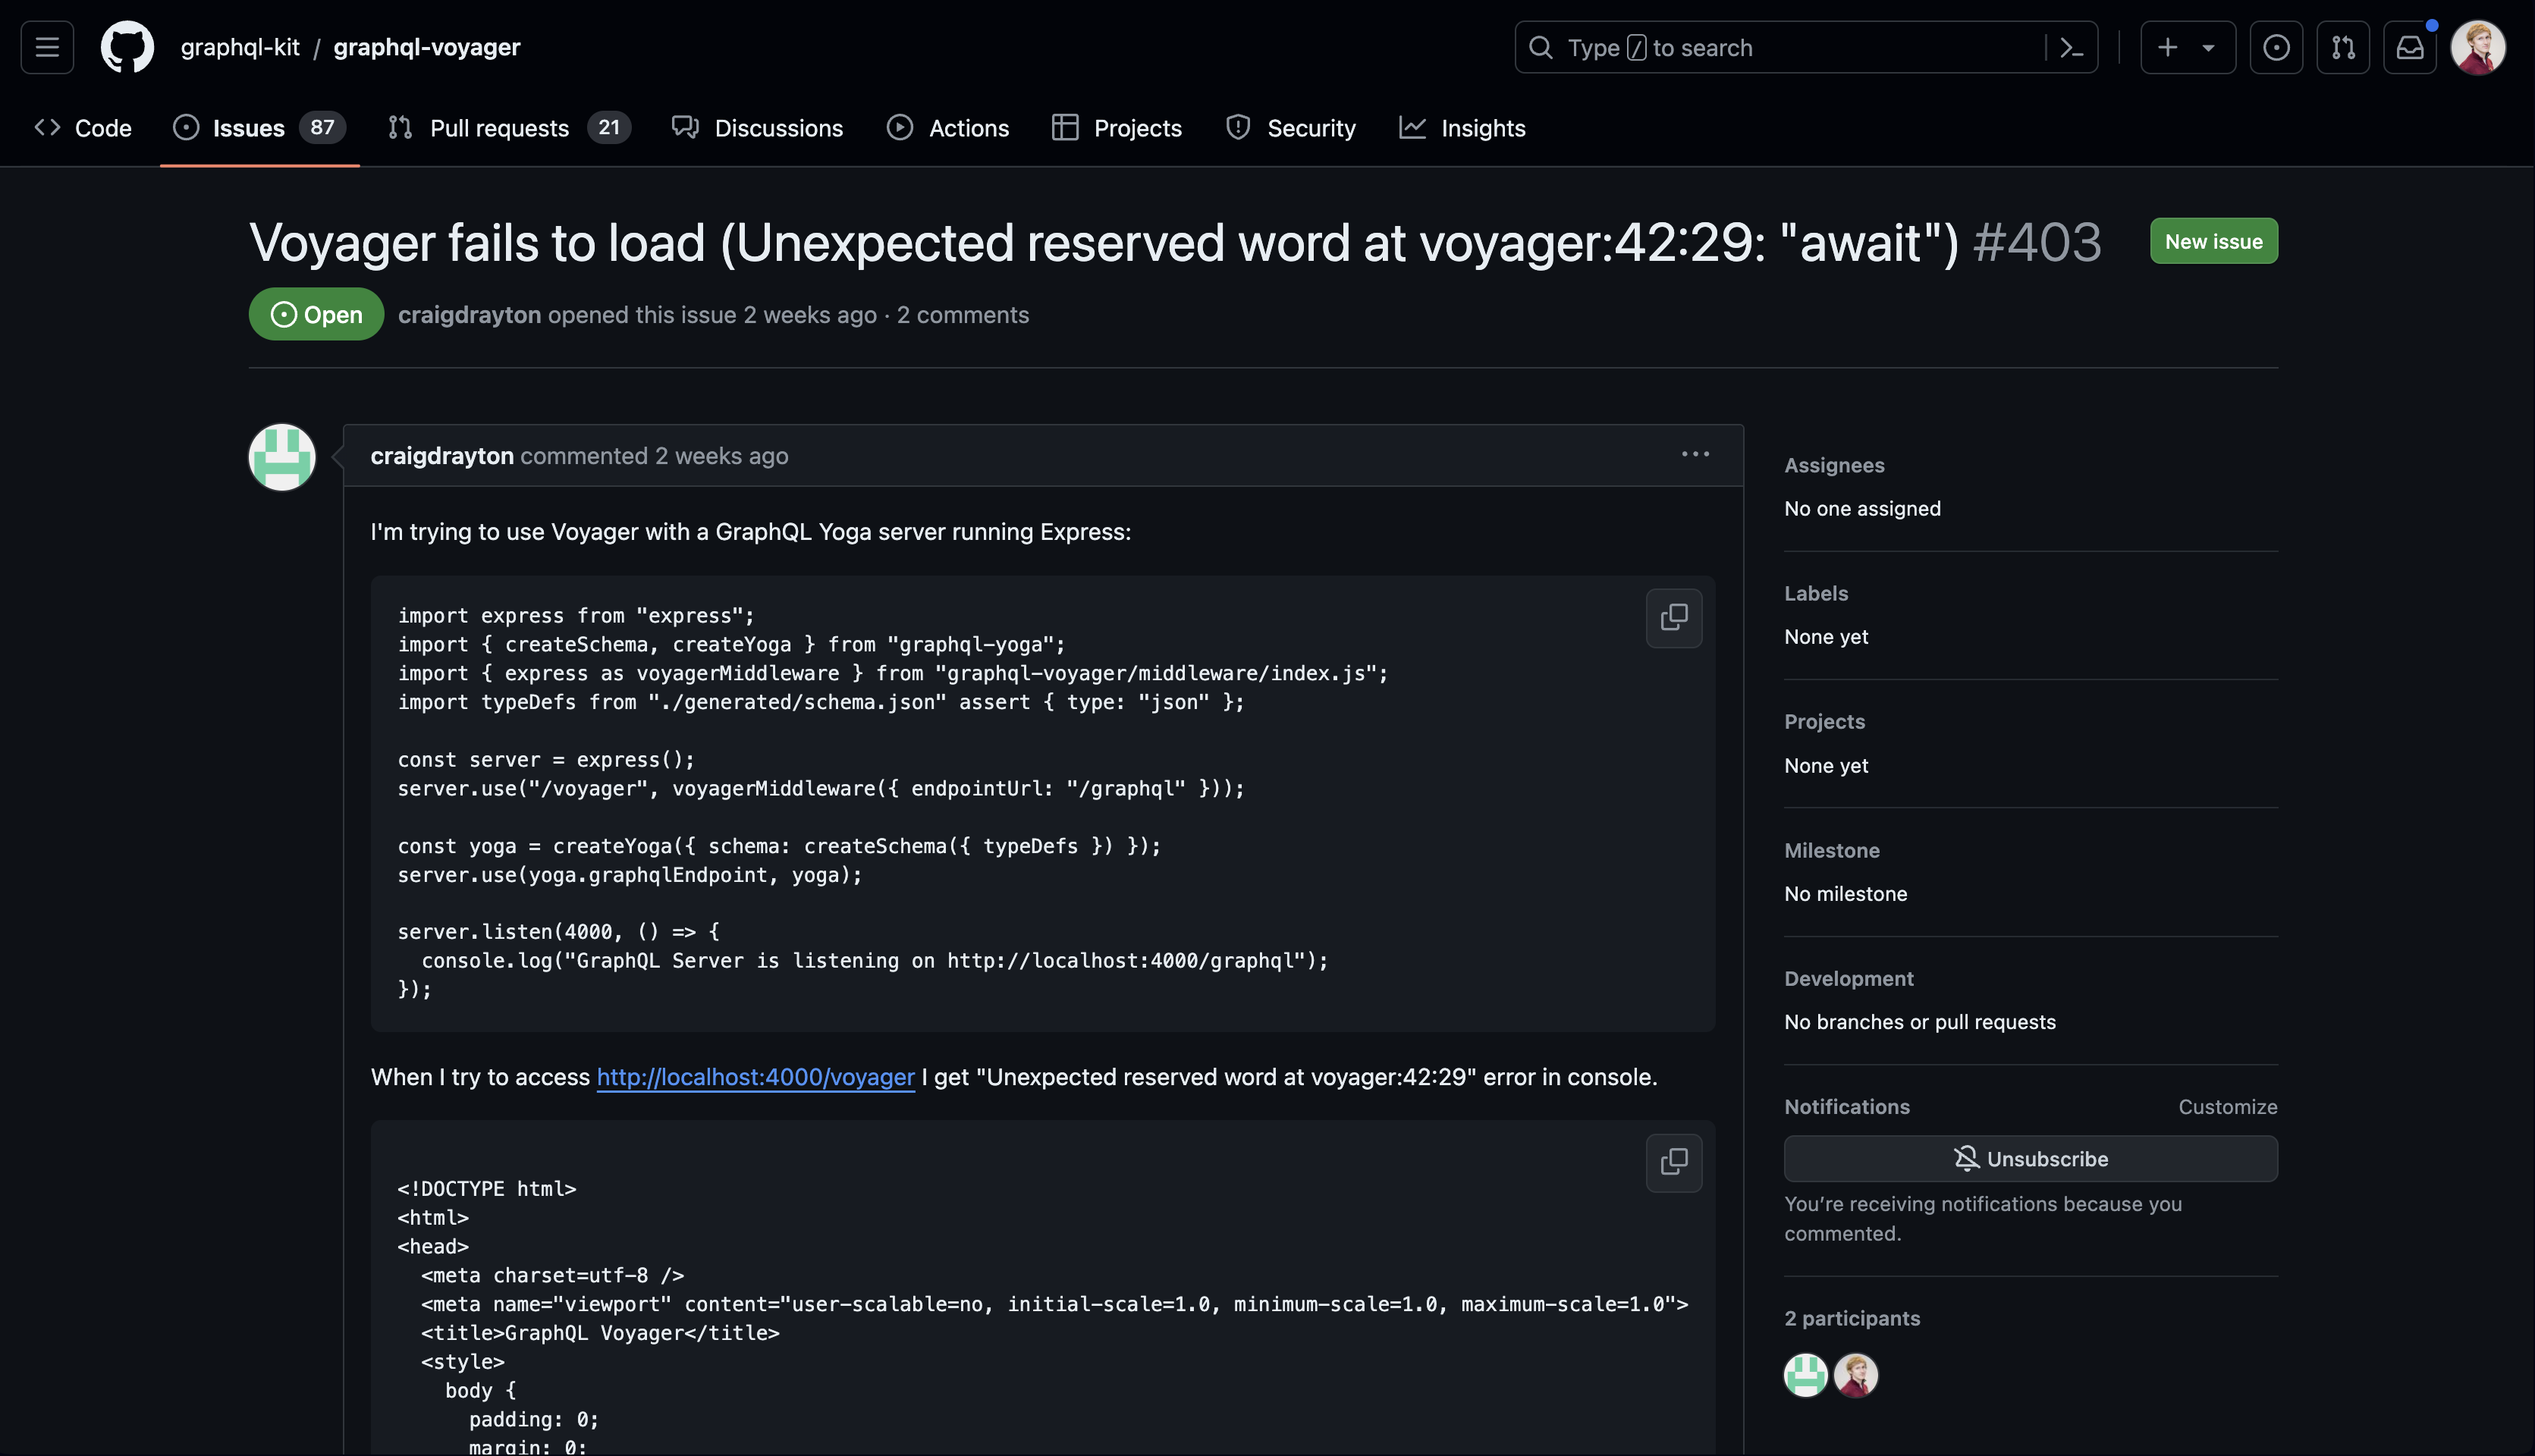 graphql-kit / graphql-voyager
Type / to search
Code
Issues 87
Pull requests 21
Discussions
Actions
Projects
Security
Insights
Voyager fails to load (Unexpected reserved word at voyager:42:29: "await") #403
New issue
Open
craigdrayton opened this issue 2 weeks ago · 2 comments
craigdrayton commented 2 weeks ago
I'm trying to use Voyager with a GraphQL Yoga server running Express:
import express from "express";
import { createSchema, createYoga } from "graphql-yoga";
import { express as voyagerMiddleware } from "graphql-voyager/middleware/index.js";
import typeDefs from "./generated/schema.json" assert { type: "json" };
const server = express();
server.use("/voyager", voyagerMiddleware({ endpointUrl: "/graphql" }));
const yoga = createYoga({ schema: createSchema({ typeDefs }) });
server.use(yoga.graphqlEndpoint, yoga);
server.listen(4000, () => {
console.log("GraphQL Server is listening on http://localhost:4000/graphql");
});
When I try to access http://localhost:4000/voyager I get "Unexpected reserved word at voyager:42:29" error in console.
<!DOCTYPE html>
<html>
<head>
<meta charset=utf-8 />
<meta name="viewport" content="user-scalable=no, initial-scale=1.0, minimum-scale=1.0, maximum-scale=1.0">
<title>GraphQL Voyager</title>
<style>
body {
padding: 0;
margin: 0;
Assignees
No one assigned
Labels
None yet
Projects
None yet
Milestone
No milestone
Development
No branches or pull requests
Notifications
Customize
Unsubscribe
You’re receiving notifications because you
commented.
2 participants